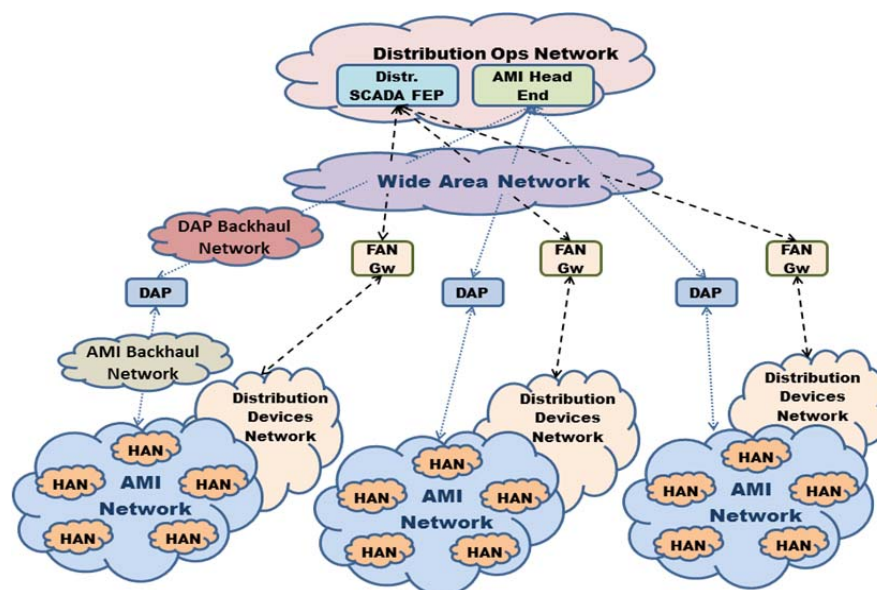 Distribution Ops Network
Distr.
SCADA FEP
AMI Head
End
Wide Area Network
DAP Backhaul
Network
FAN
Gw
FAN
Gw
FAN
Gw
DAP
DAP
DAP
AMI Backhaul
Network
Distribution
Devices
Network
Distribution
Devices
Network
Distribution
Devices
Network
HAN
HAN
HAN
AMI
Network
HAN
HAN
HAN
HAN
HAN
AMI
Network
HAN
HAN
HAN
HAN
HAN
AMI
Network
HAN
HAN